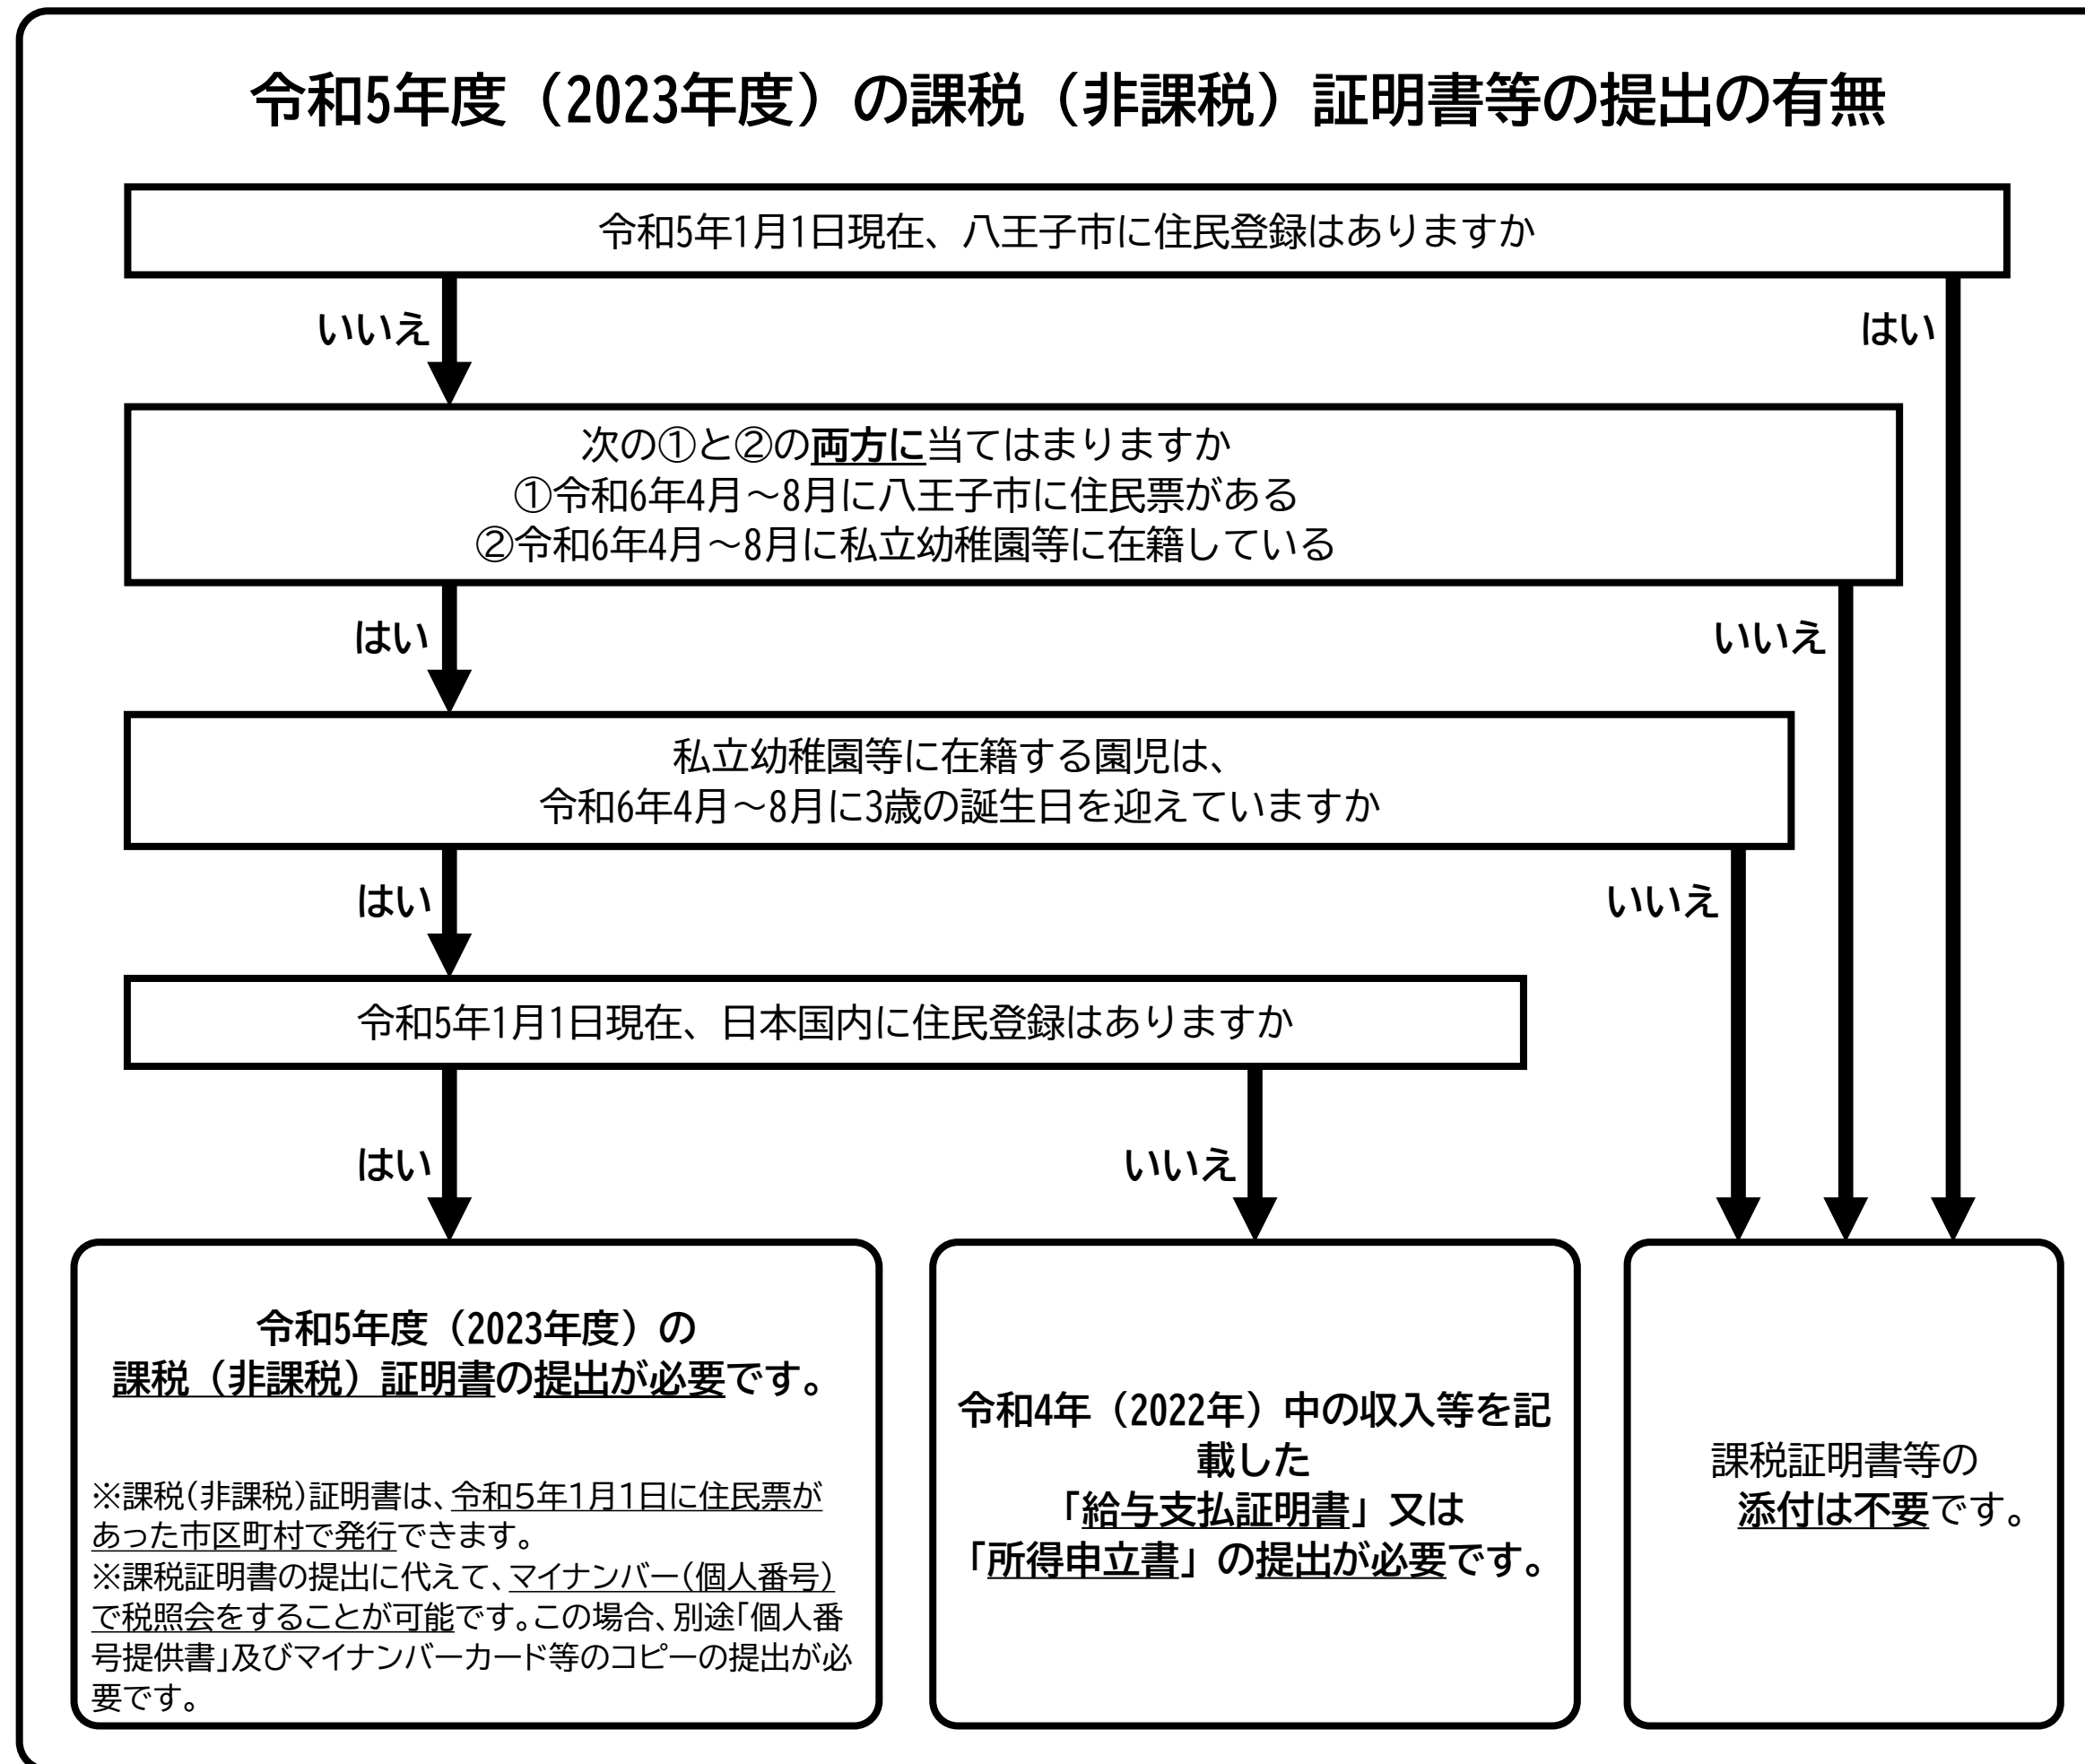 令和5年度（2023年度）の課税（非課税）証明書等の提出の有無
令和5年1月1日現在、八王子市に住民登録はありますか
いいえ
はい
次の①と②の両方に当てはまりますか
①令和6年4月～8月に八王子市に住民票がある
②令和6年4月～8月に私立幼稚園等に在籍している
はい
いいえ
私立幼稚園等に在籍する園児は、
令和6年4月～8月に3歳の誕生日を迎えていますか
はい
いいえ
令和5年1月1日現在、日本国内に住民登録はありますか
はい
いいえ
令和5年度（2023年度）の
課税（非課税）証明書の提出が必要です。
※課税(非課税)証明書は、令和５年１月１日に住民票が
あった市区町村で発行できます。
※課税証明書の提出に代えて、マイナンバー(個人番号)
で税照会をすることが可能です。この場合、別途「個人番
号提供書」及びマイナンバーカード等のコピーの提出が必
要です。
令和4年（2022年）中の収入等を記
載した
「給与支払証明書」又は
「所得申立書」の提出が必要です。
課税証明書等の
添付は不要です。